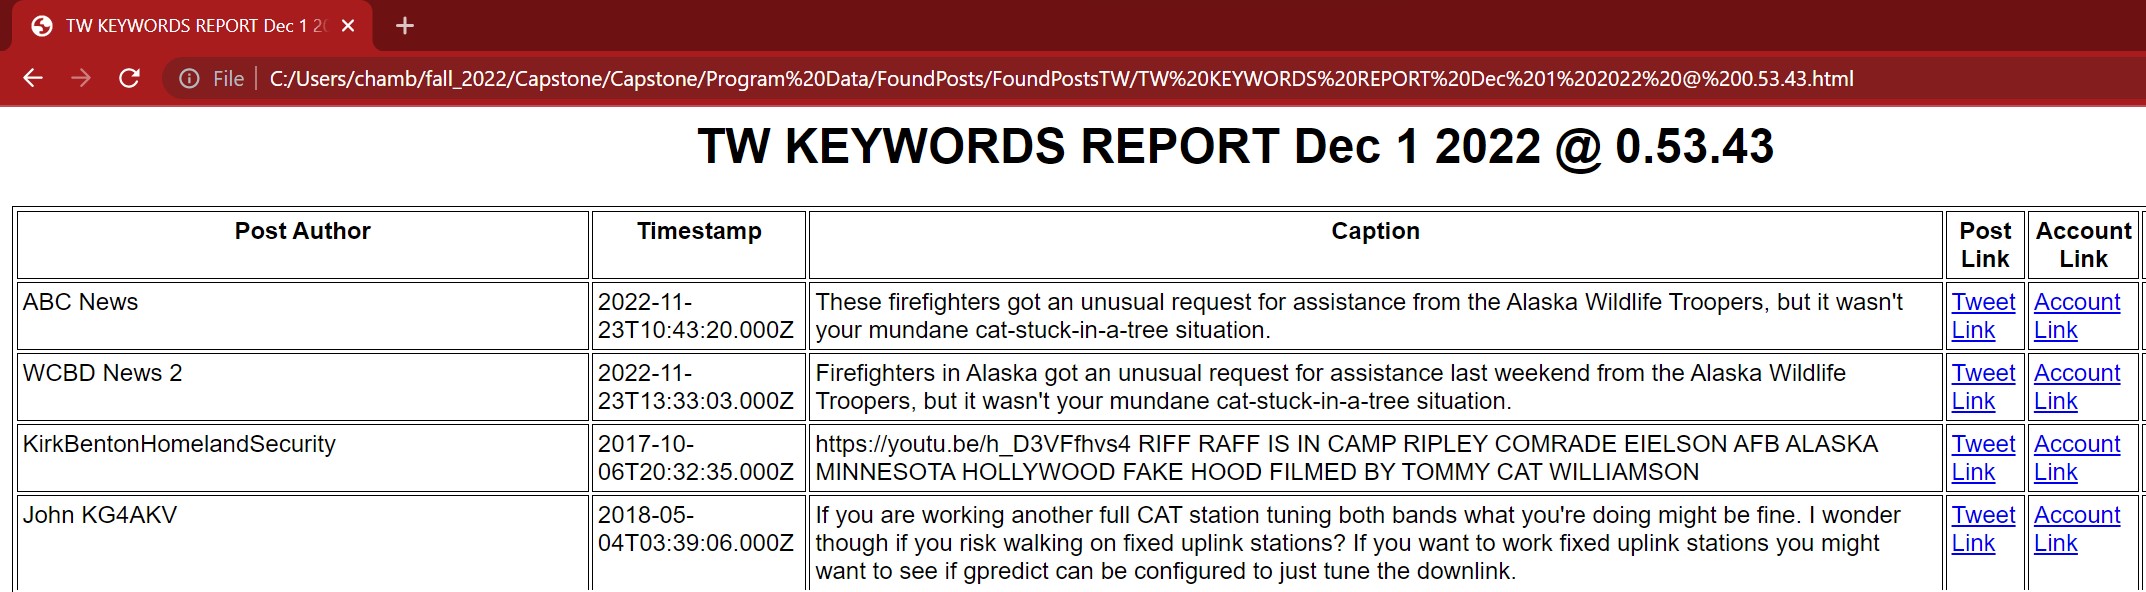 TW KEYWORDS REPORT Dec 1 20
File
C:/Users/chamb/fall_2022/Capstone/Capstone/Program%20Data/FoundPosts/FoundPostsTW/TW%20KEYWORDS%20REPORT%20Dec%201%202022%20@%200.53.43.html
TW KEYWORDS REPORT Dec 1 2022 @ 0.53.43
Post Author
Timestamp
Caption
Post
Link
Account
Link
ABC News
2022-11-
23T10:43:20.000Z
These firefighters got an unusual request for assistance from the Alaska Wildlife Troopers, but it wasn't
your mundane cat-stuck-in-a-tree situation.
Tweet
Link
Account
Link
WCBD News 2
2022-11-
23T13:33:03.000Z
Firefighters in Alaska got an unusual request for assistance last weekend from the Alaska Wildlife
Troopers, but it wasn't your mundane cat-stuck-in-a-tree situation.
Tweet
Link
Account
Link
KirkBentonHomelandSecurity
2017-10-
06T20:32:35.000Z
https://youtu.be/h_D3VFfhvs4 RIFF RAFF IS IN CAMP RIPLEY COMRADE EIELSON AFB ALASKA
MINNESOTA HOLLYWOOD FAKE HOOD FILMED BY TOMMY CAT WILLIAMSON
Tweet
Link
Account
Link
John KG4AKV
2018-05-
04T03:39:06.000Z
If you are working another full CAT station tuning both bands what you're doing might be fine. I wonder
though if you risk walking on fixed uplink stations? If you want to work fixed uplink stations you might
want to see if gpredict can be configured to just tune the downlink.
Tweet
Link
Account
Link